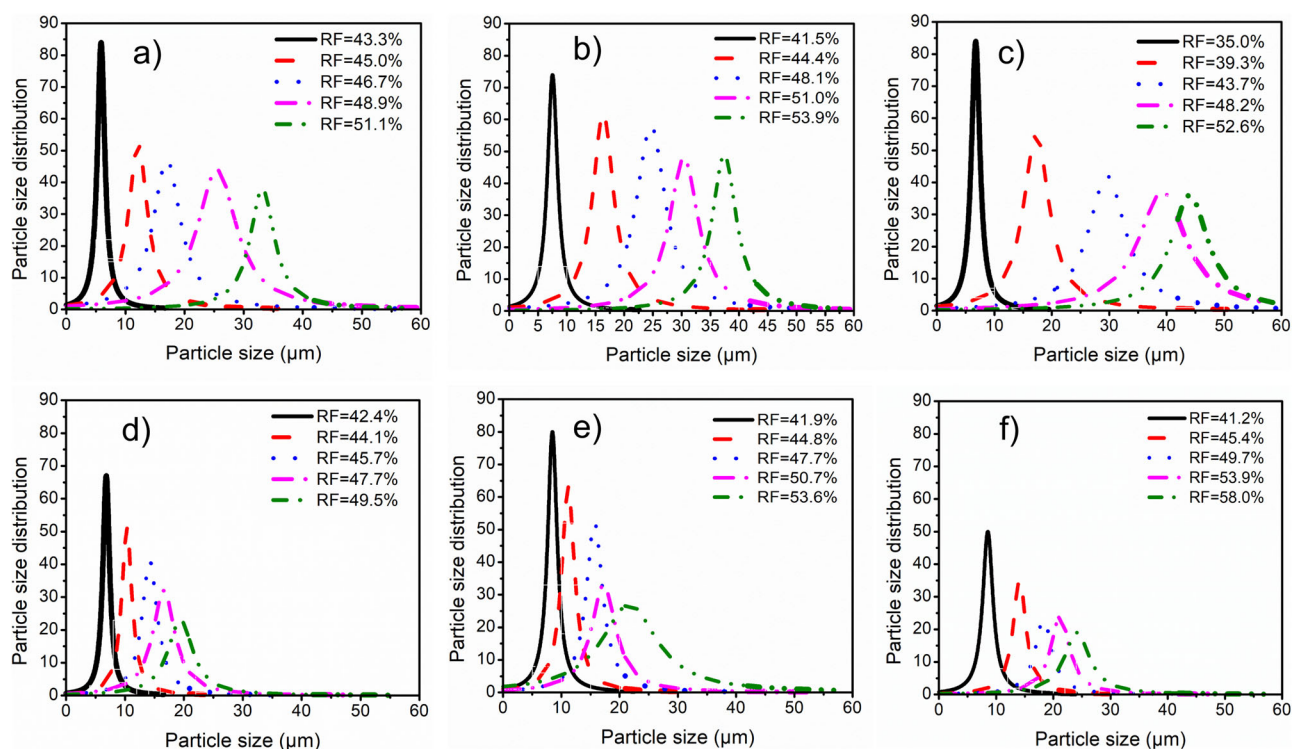 a)
RF=43.3%
RF=45.0%
RF=46.7%
RF=48.9%
RF=51.1%
Particle size distribution
90
80
70
60
50
40
30
20
10
0
0 10 20 30 40 50 60
Particle size (μm)
b)
RF=41.5%
RF=44.4%
RF=48.1%
RF=51.0%
RF=53.9%
Particle size distribution
90
80
70
60
50
40
30
20
10
0
0 5 10 15 20 25 30 35 40 45 50 55 60
Particle size (μm)
c)
RF=35.0%
RF=39.3%
RF=43.7%
RF=48.2%
RF=52.6%
Particle size distribution
90
80
70
60
50
40
30
20
10
0
0 10 20 30 40 50 60
Particle size (μm)
d)
RF=42.4%
RF=44.1%
RF=45.7%
RF=47.7%
RF=49.5%
Particle size distribution
90
80
70
60
50
40
30
20
10
0
0 10 20 30 40 50 60
Particle size (μm)
e)
RF=41.9%
RF=44.8%
RF=47.7%
RF=50.7%
RF=53.6%
Particle size distribution
90
80
70
60
50
40
30
20
10
0
0 10 20 30 40 50 60
Particle size (μm)
f)
RF=41.2%
RF=45.4%
RF=49.7%
RF=53.9%
RF=58.0%
Particle size distribution
90
80
70
60
50
40
30
20
10
0
0 10 20 30 40 50 60
Particle size (μm)